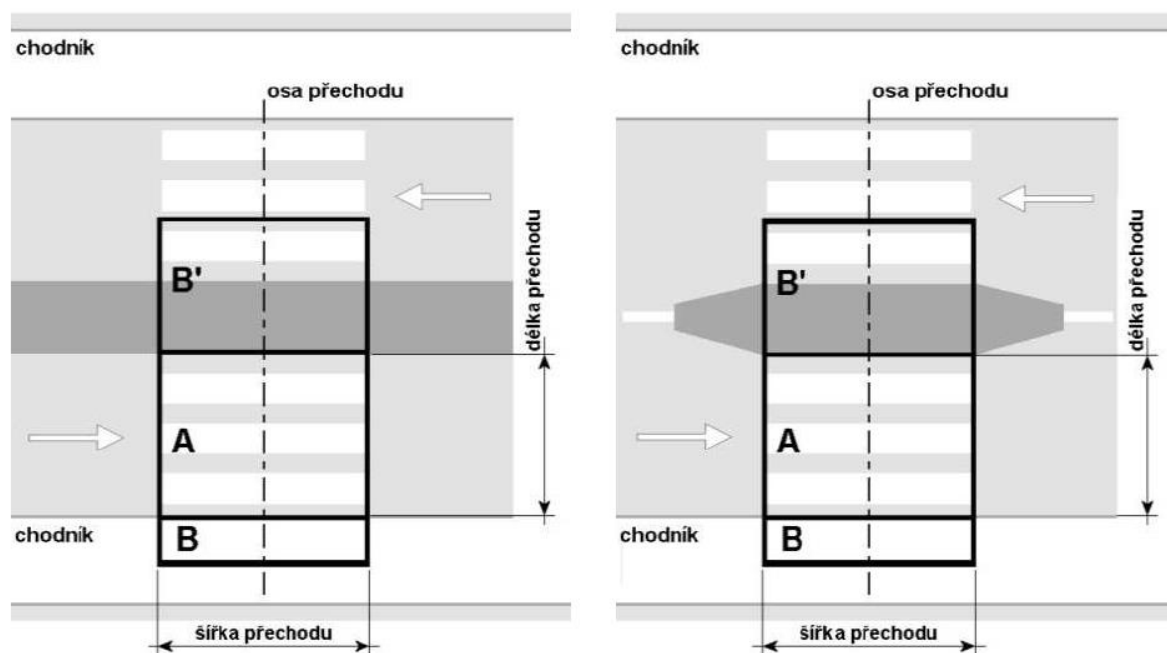 chodník
osa přechodu
B'
délka přechodu
A
chodník
B
šířka přechodu
chodník
osa přechodu
B'
délka přechodu
A
chodník
B
šířka přechodu